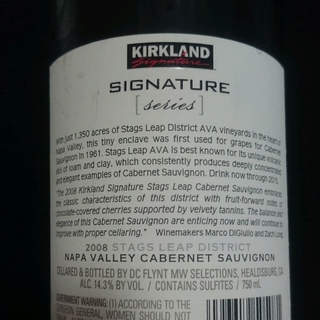 KIRKLAND
Signature
SIGNATURE
[series]
With just 1,350 acres of Stags Leap District AVA vineyards in the heart of
Napa Valley, this tiny enclave was first used for grapes for Cabernet
Sauvignon in 1961. Stags Leap AVA is best known for its unique volcanic
mix of loam and clay, which consistently produces deeply concentrated
and elegant examples of Cabernet Sauvignon. Drink now through 2015.
"The 2008 Kirkland Signature Stags Leap Cabernet Sauvignon embraces
the classic characteristics of this district with fruit-forward notes of
chocolate-covered cherries supported by velvety tannins. The balance and
elegance of this Cabernet Sauvignon are enticing now and will continue to
improve with proper cellaring." Winemakers Marco DiGiulio and Zach Long
2008 STAGS LEAP DISTRICT
NAPA VALLEY CABERNET SAUVIGNON
CELLARED & BOTTLED BY DC FLYNT MW SELECTIONS, HEALDSBURG, CA
ALC. 14.3% BY VOL. / CONTAINS SULFITES / 750 mL
GOVERNMENT WARNING: (1) ACCORDING TO THE
GENERAL, WOMEN SHOULD NOT